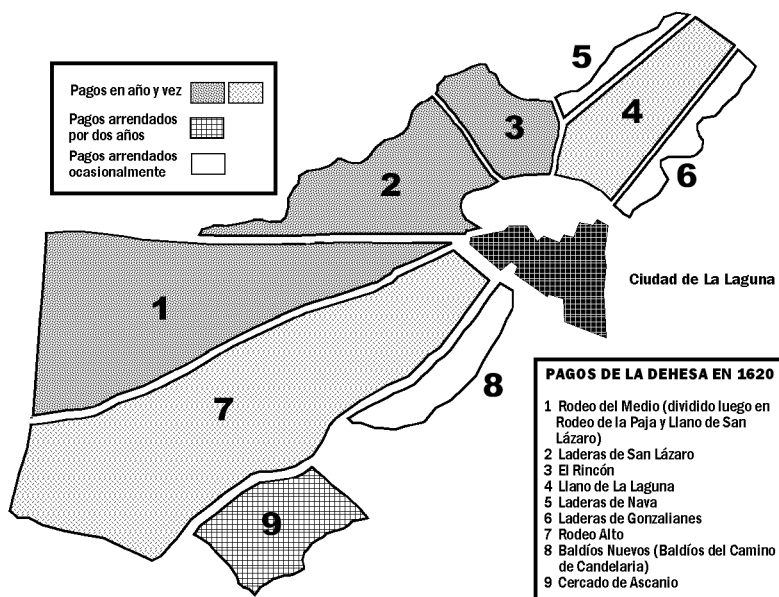 Pagos en año y vez
Pagos arrendados
por dos años
Pagos arrendados
ocasionalmente
5
4
3
6
2
Ciudad de La Laguna
1
8
7
9
PAGOS DE LA DEHESA EN 1620
1 Rodeo del Medio (dividido luego en
Rodeo de la Paja y Llano de San
Lázaro)
2 Laderas de San Lázaro
3 El Rincón
4 Llano de La Laguna
5 Laderas de Nava
6 Laderas de Gonzalianes
7 Rodeo Alto
8 Baldíos Nuevos (Baldíos del Camino
de Candelaria)
9 Cercado de Ascanio